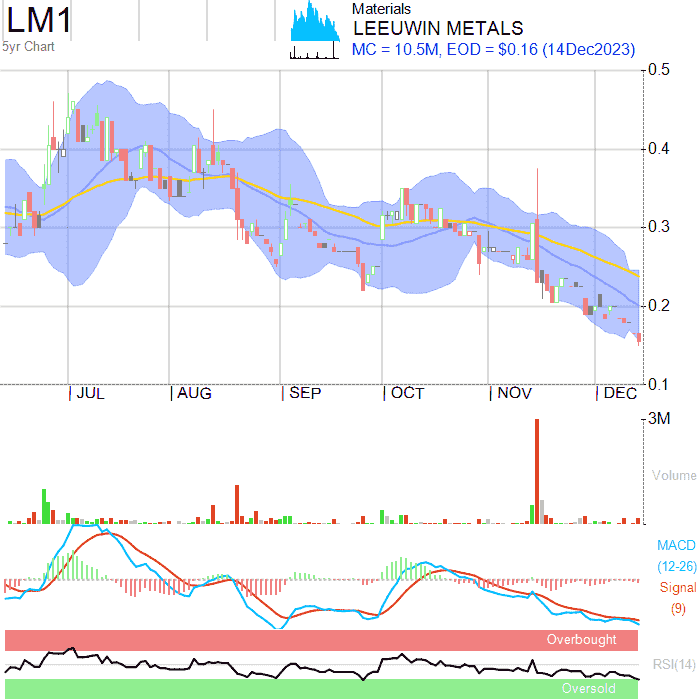 LM1
Materials
LEEUWIN METALS
5yr Chart
MC = 10.5M, EOD = $0.16 (14Dec2023)
0.5
0.4
0.3
0.2
0.1
JUL
AUG
SEP
OCT
NOV
DEC
3M
Volume
MACD
(12-26)
Signal
(9)
Overbought
RSI(14)
Oversold